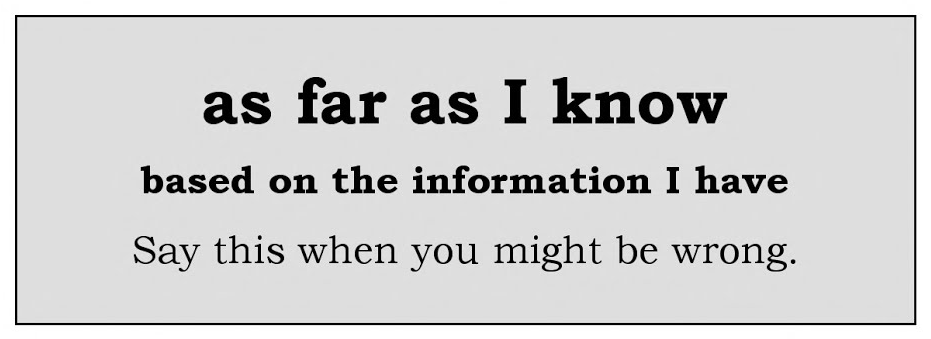 as far as I know
based on the information I have
Say this when you might be wrong.